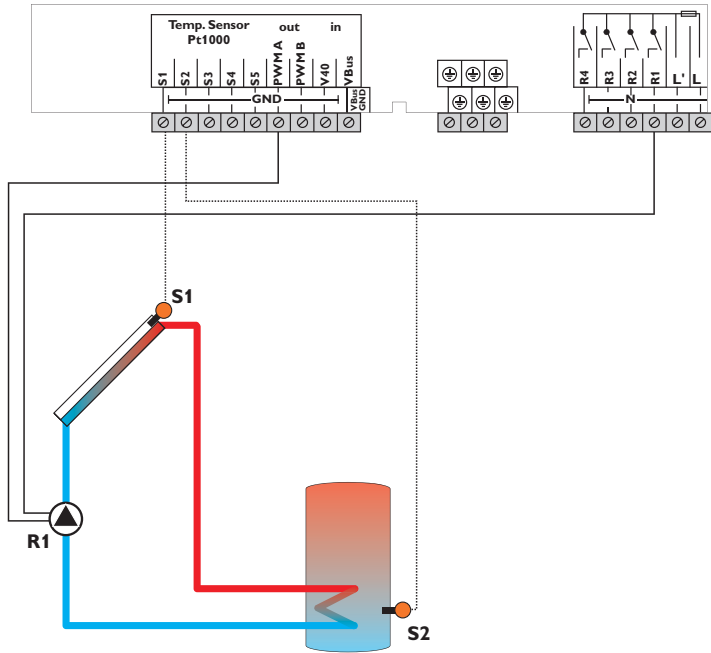 Temp. Sensor out in
Pt1000
S1 S2 S3 S4 S5 PWM A PWM B V40 VBus
GND
VBus GND
R4 R3 R2 R1 L' L
N
S1
R1
S2